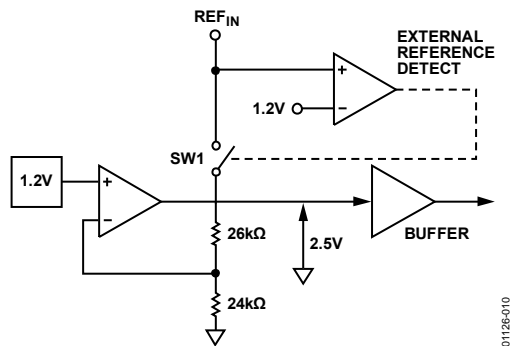 REFIN
EXTERNAL
REFERENCE
DETECT
+
1.2V
−
SW1
1.2V
+
−
26kΩ
2.5V
BUFFER
24kΩ
01126-010